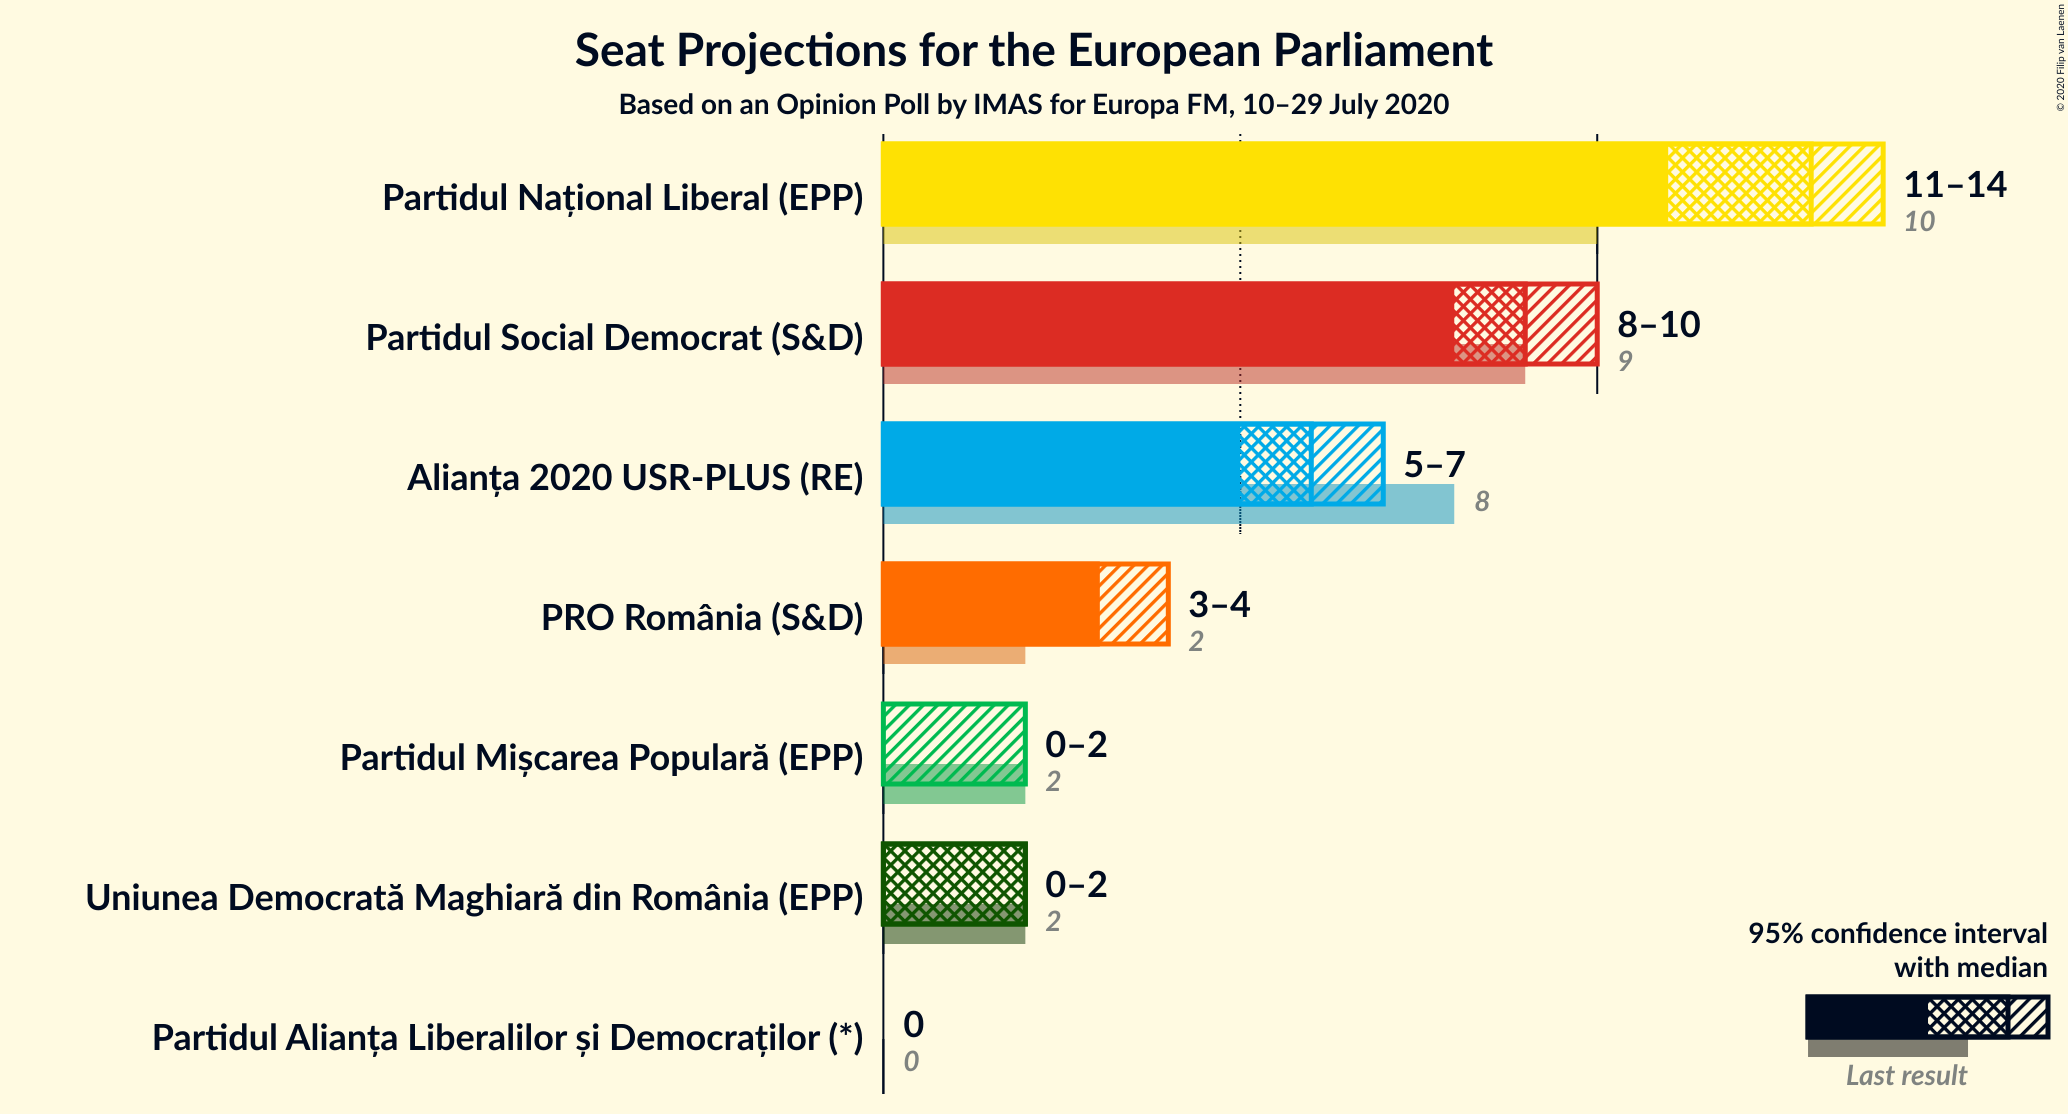 Seat Projections for the European Parliament
Based on an Opinion Poll by IMAS for Europa FM, 10–29 July 2020
© 2020 Filip van Laenen
Partidul Național Liberal (EPP)
11–14
10
Partidul Social Democrat (S&D)
8–10
9
Alianța 2020 USR-PLUS (RE)
5–7
8
PRO România (S&D)
3–4
2
Partidul Mișcarea Populară (EPP)
0–2
2
Uniunea Democrată Maghiară din România (EPP)
0–2
2
Partidul Alianța Liberalilor și Democraților (*)
0
0
95% confidence interval
with median
Last result